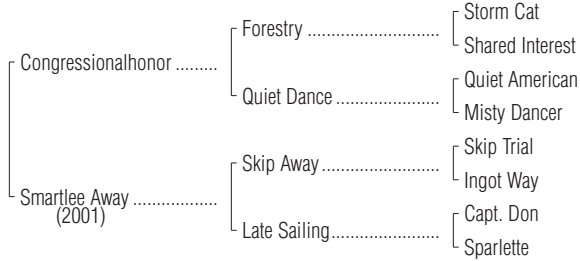 Storm Cat
Forestry ..............................
Shared Interest
Congressionalhonor .........
Quiet American
Quiet Dance ........................
Misty Dancer
Skip Trial
Skip Away ...........................
Ingot Way
Smartlee Away ..................
(2001)
Capt. Don
Late Sailing.........................
Sparlette